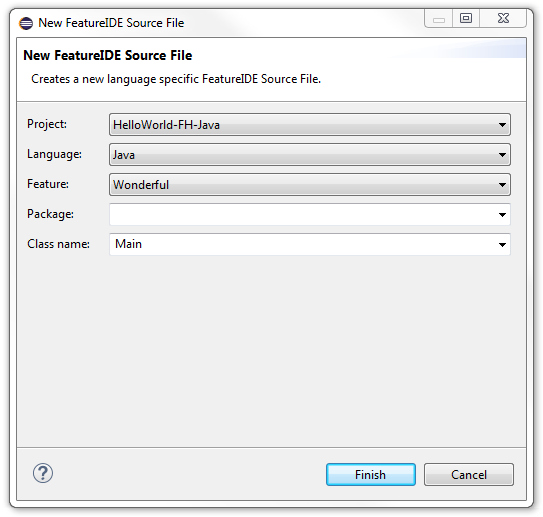 New FeatureIDE Source File
New FeatureIDE Source File
Creates a new language specific FeatureIDE Source File.
Project: HelloWorld-FH-Java
Language: Java
Feature: Wonderful
Package:
Class name: Main
? Finish Cancel